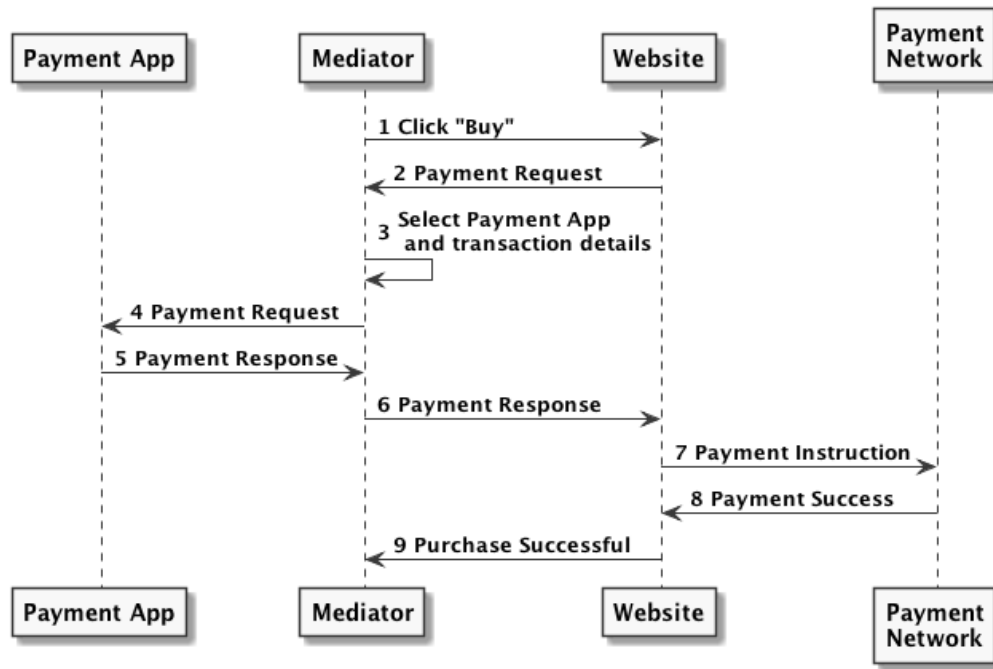 Payment App
Mediator
Website
Payment
Network
1 Click "Buy"
2 Payment Request
3 Select Payment App
and transaction details
4 Payment Request
5 Payment Response
6 Payment Response
7 Payment Instruction
8 Payment Success
9 Purchase Successful
Payment App
Mediator
Website
Payment
Network